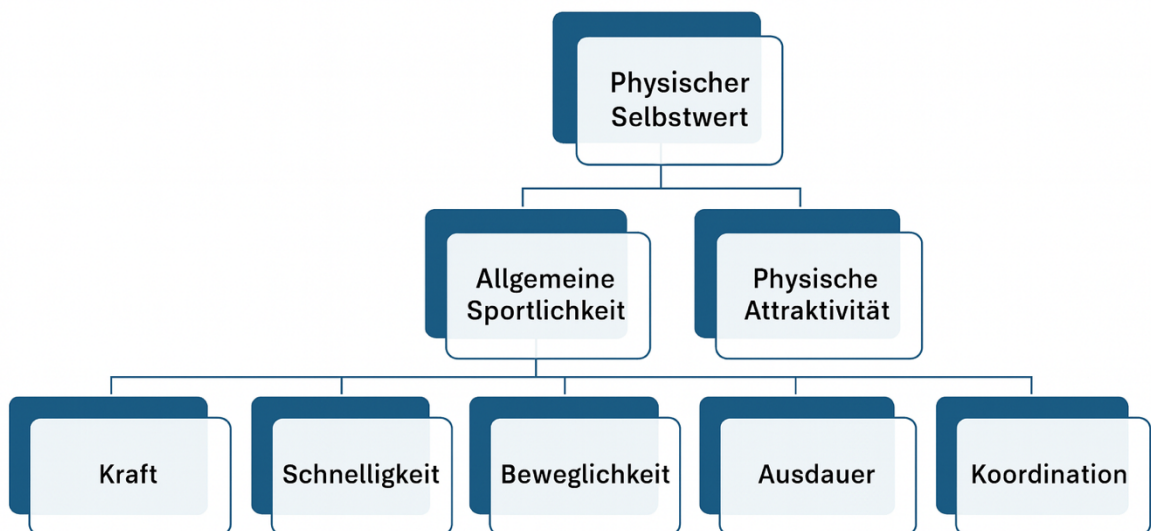 Physischer
Selbstwert
Allgemeine
Sportlichkeit
Physische
Attraktivität
Kraft
Schnelligkeit
Beweglichkeit
Ausdauer
Koordination